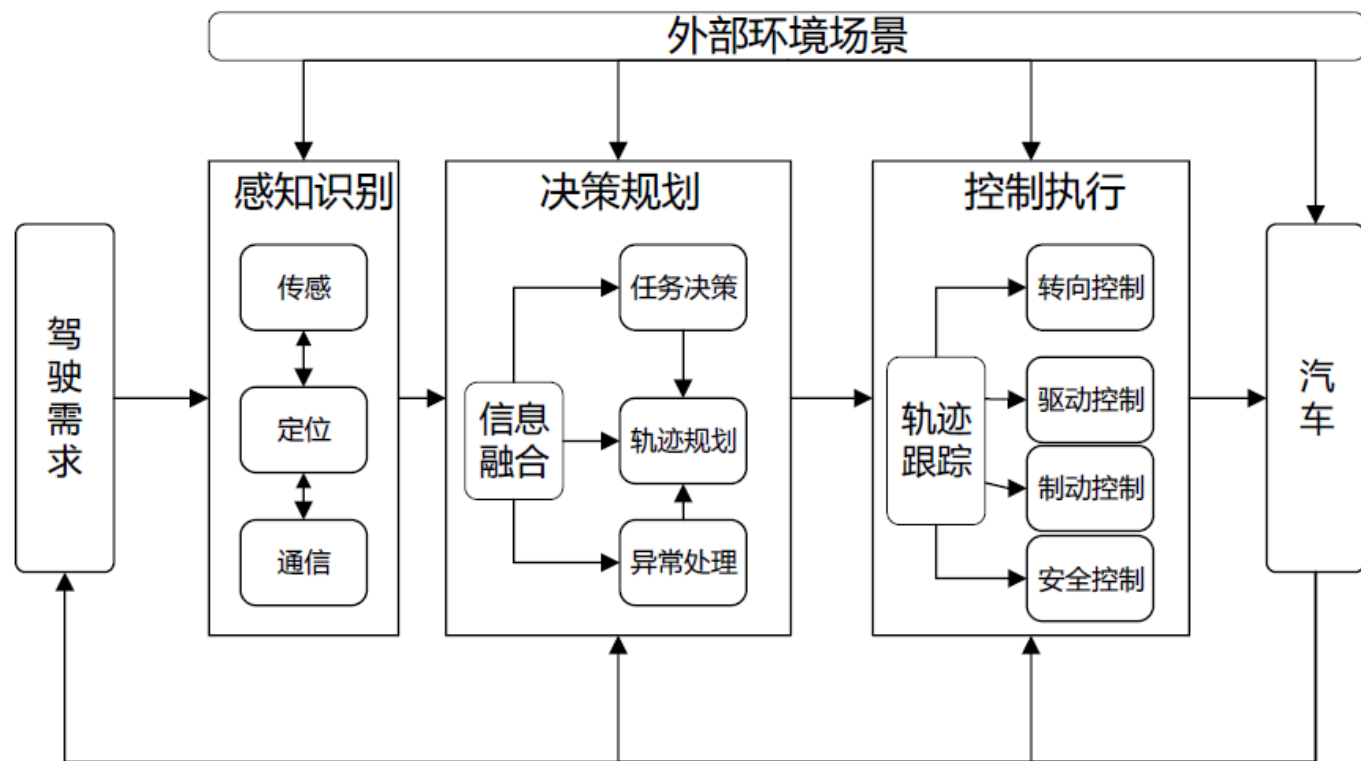 外部环境场景
感知识别
决策规划
控制执行
驾
驶
需
求
传感
定位
通信
信息
融合
任务决策
轨迹规划
异常处理
轨迹
跟踪
转向控制
驱动控制
制动控制
安全控制
汽
车